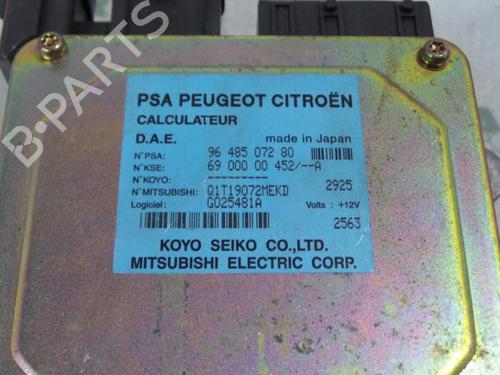 B-PARTS
PSA PEUGEOT CITROËN
CALCULATEUR
D.A.E. made in Japan
N°PSA: 96 485 072 80
N°KSE: 69 000 00 452/--A
N°KOYO: ---------
N°MITSUBISHI: Q1T19072MEKD 2925
Logiciel: G025481A Volts : +12V
2563
KOYO SEIKO CO.,LTD.
MITSUBISHI ELECTRIC CORP.